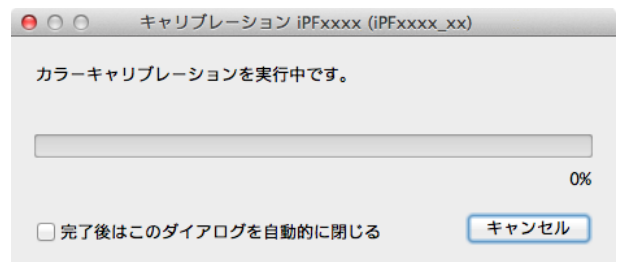 キャリブレーション iPFxxxx (iPFxxxx_xx)
カラーキャリブレーションを実行中です。
0%
完了後はこのダイアログを自動的に閉じる
キャンセル